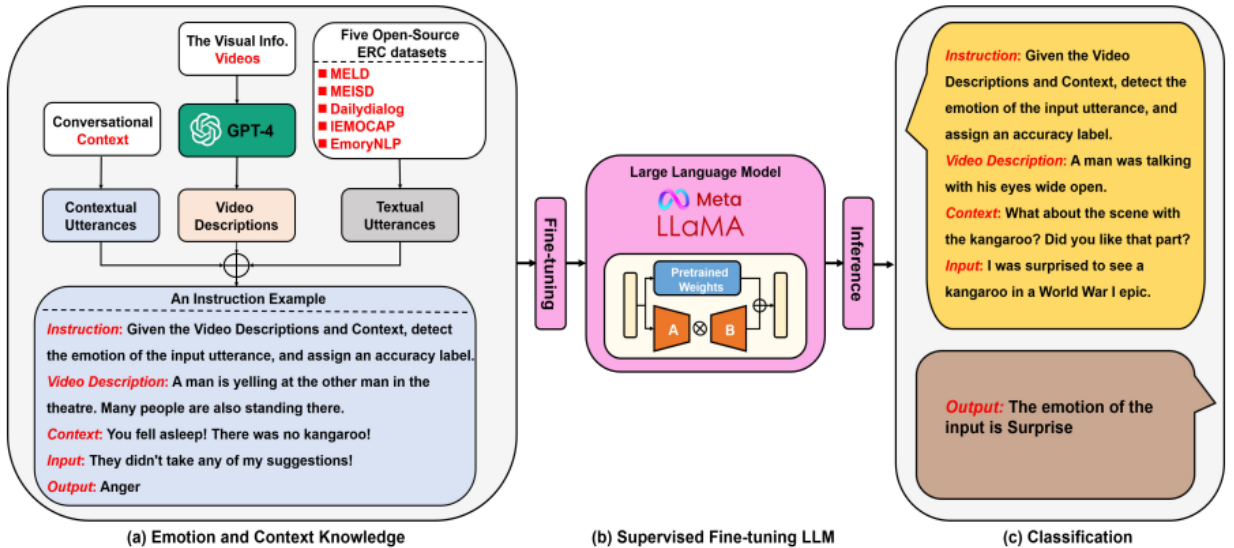 The Visual Info.
Videos
Five Open-Source
ERC datasets
MELD
MEISD
Dailydialog
IEMOCAP
EmoryNLP
Conversational
Context
GPT-4
Contextual
Utterances
Video
Descriptions
Textual
Utterances
An Instruction Example
Instruction: Given the Video Descriptions and Context, detect
the emotion of the input utterance, and assign an accuracy label.
Video Description: A man is yelling at the other man in the
theatre. Many people are also standing there.
Context: You fell asleep! There was no kangaroo!
Input: They didn't take any of my suggestions!
Output: Anger
(a) Emotion and Context Knowledge
Fine-tuning
Large Language Model
Meta
LLaMA
Pretrained
Weights
A
B
(b) Supervised Fine-tuning LLM
Inference
Instruction: Given the Video
Descriptions and Context, detect the
emotion of the input utterance, and
assign an accuracy label.
Video Description: A man was talking
with his eyes wide open.
Context: What about the scene with
the kangaroo? Did you like that part?
Input: I was surprised to see a
kangaroo in a World War I epic.
Output: The emotion of the
input is Surprise
(c) Classification